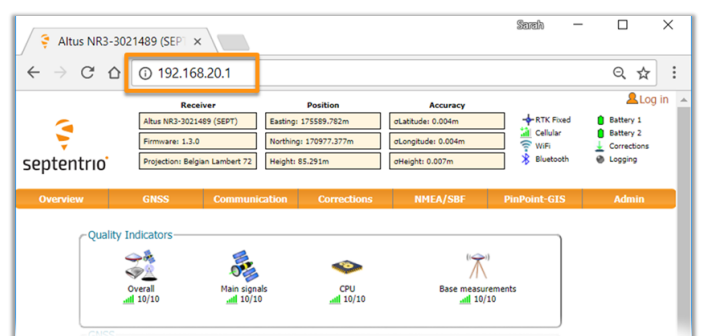 Sarah
Altus NR3-3021489 (SEPT
192.168.20.1
Log in
Receiver
Altus NR3-3021489 (SEPT)
Firmware: 1.3.0
Projection: Belgian Lambert 72
Position
Easting: 175589.782m
Northing: 170977.377m
Height: 85.291m
Accuracy
σLatitude: 0.004m
σLongitude: 0.004m
σHeight: 0.007m
RTK Fixed
Cellular
WiFi
Bluetooth
Battery 1
Battery 2
Corrections
Logging
septentrio
Overview GNSS Communication Corrections NMEA/SBF PinPoint-GIS Admin
Quality Indicators
Overall
10/10
Main signals
10/10
CPU
10/10
Base measurements
10/10
GNSS